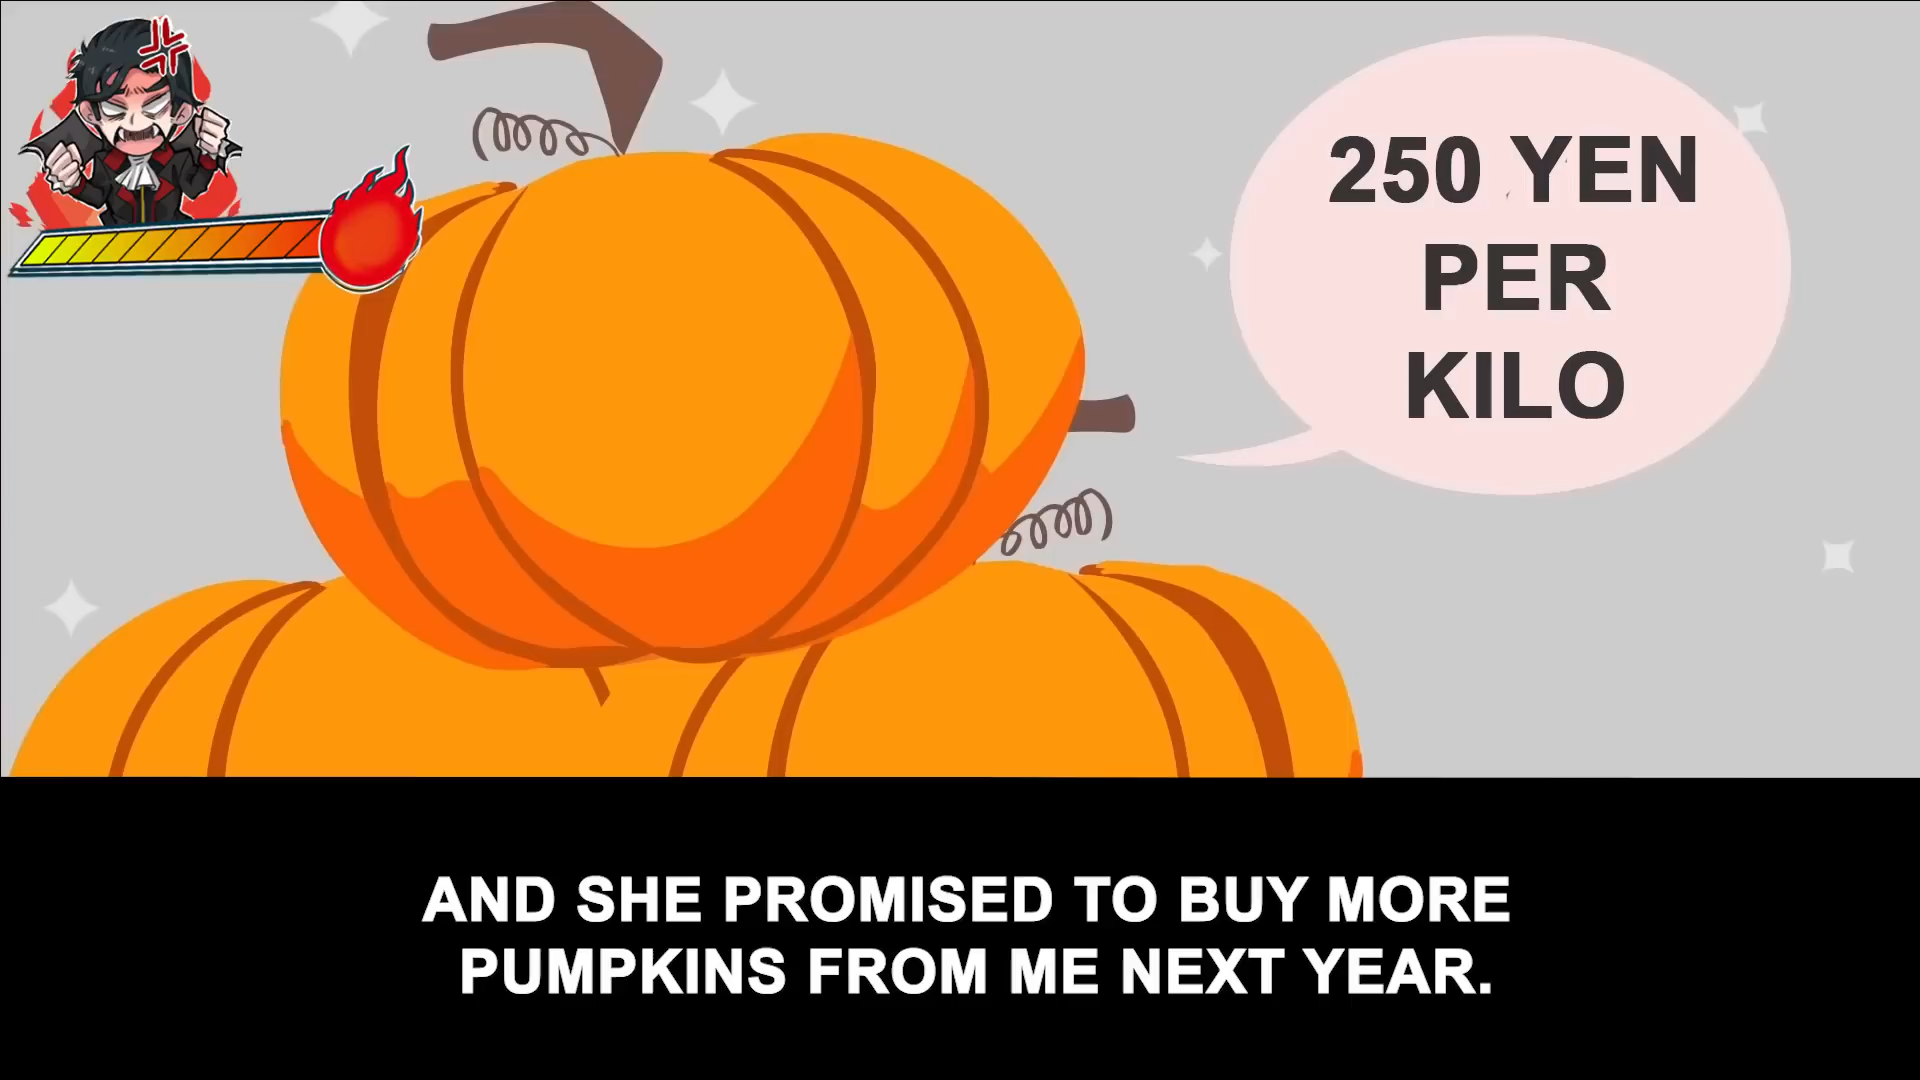 250 YEN
PER
KILO
AND SHE PROMISED TO BUY MORE
PUMPKINS FROM ME NEXT YEAR.